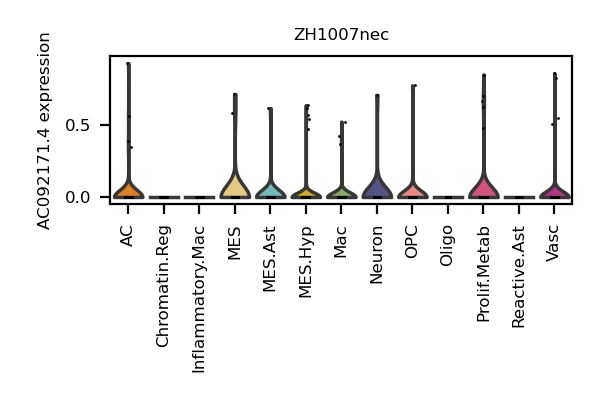 ZH1007nec
AC092171.4 expression
0.5
0.0
AC
Chromatin.Reg
Inflammatory.Mac
MES
MES.Ast
MES.Hyp
Mac
Neuron
OPC
Oligo
Prolif.Metab
Reactive.Ast
Vasc